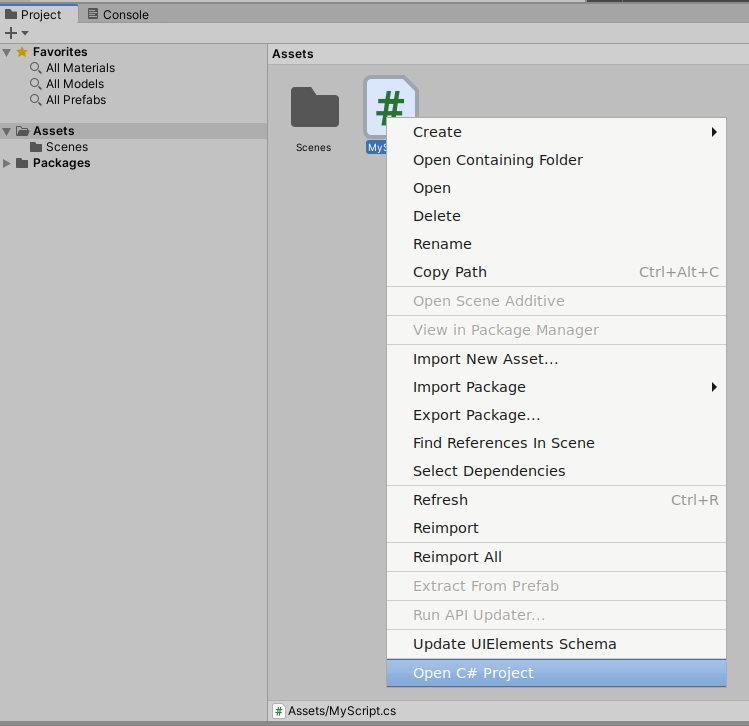 Project
Console
Favorites
All Materials
All Models
All Prefabs
Assets
Scenes
Packages
Assets
Scenes
Create
Open Containing Folder
Open
Delete
Rename
Copy Path Ctrl+Alt+C
Open Scene Additive
View in Package Manager
Import New Asset...
Import Package
Export Package...
Find References In Scene
Select Dependencies
Refresh Ctrl+R
Reimport
Reimport All
Extract From Prefab
Run API Updater...
Update UIElements Schema
Open C# Project
# Assets/MyScript.cs